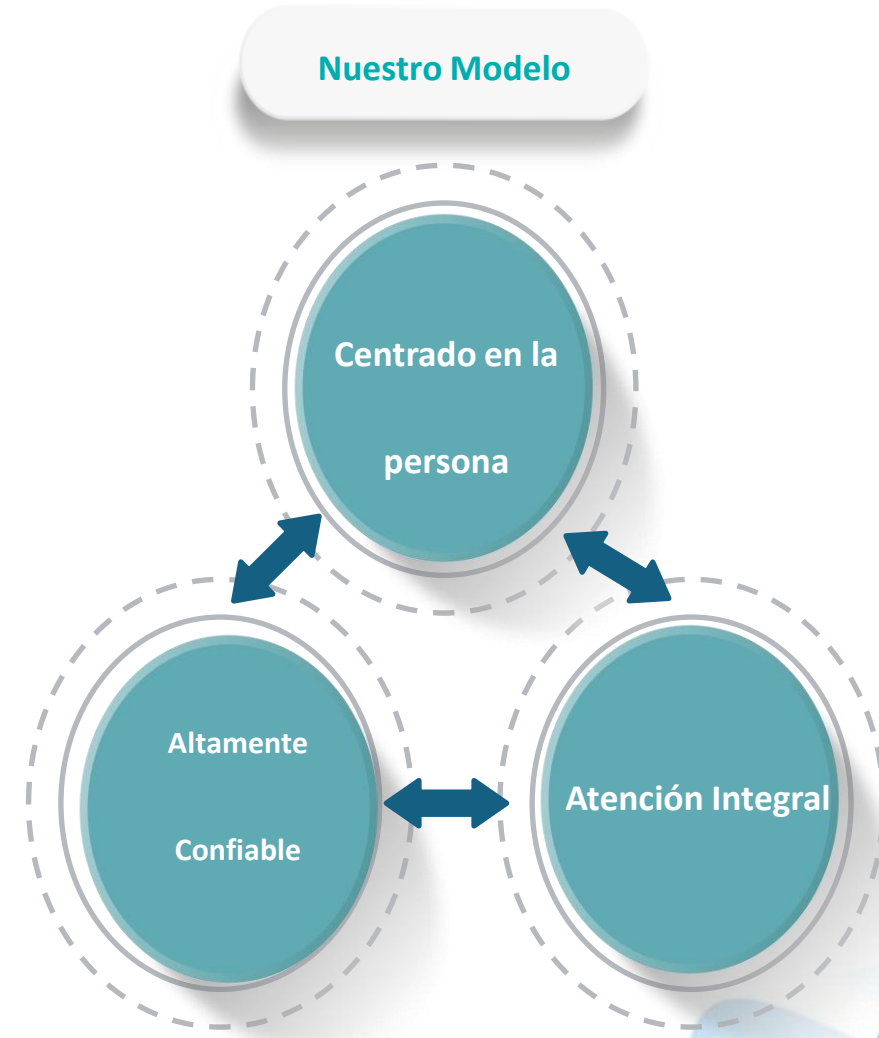 Nuestro Modelo
Centrado en la
persona
Altamente
Confiable
Atención Integral